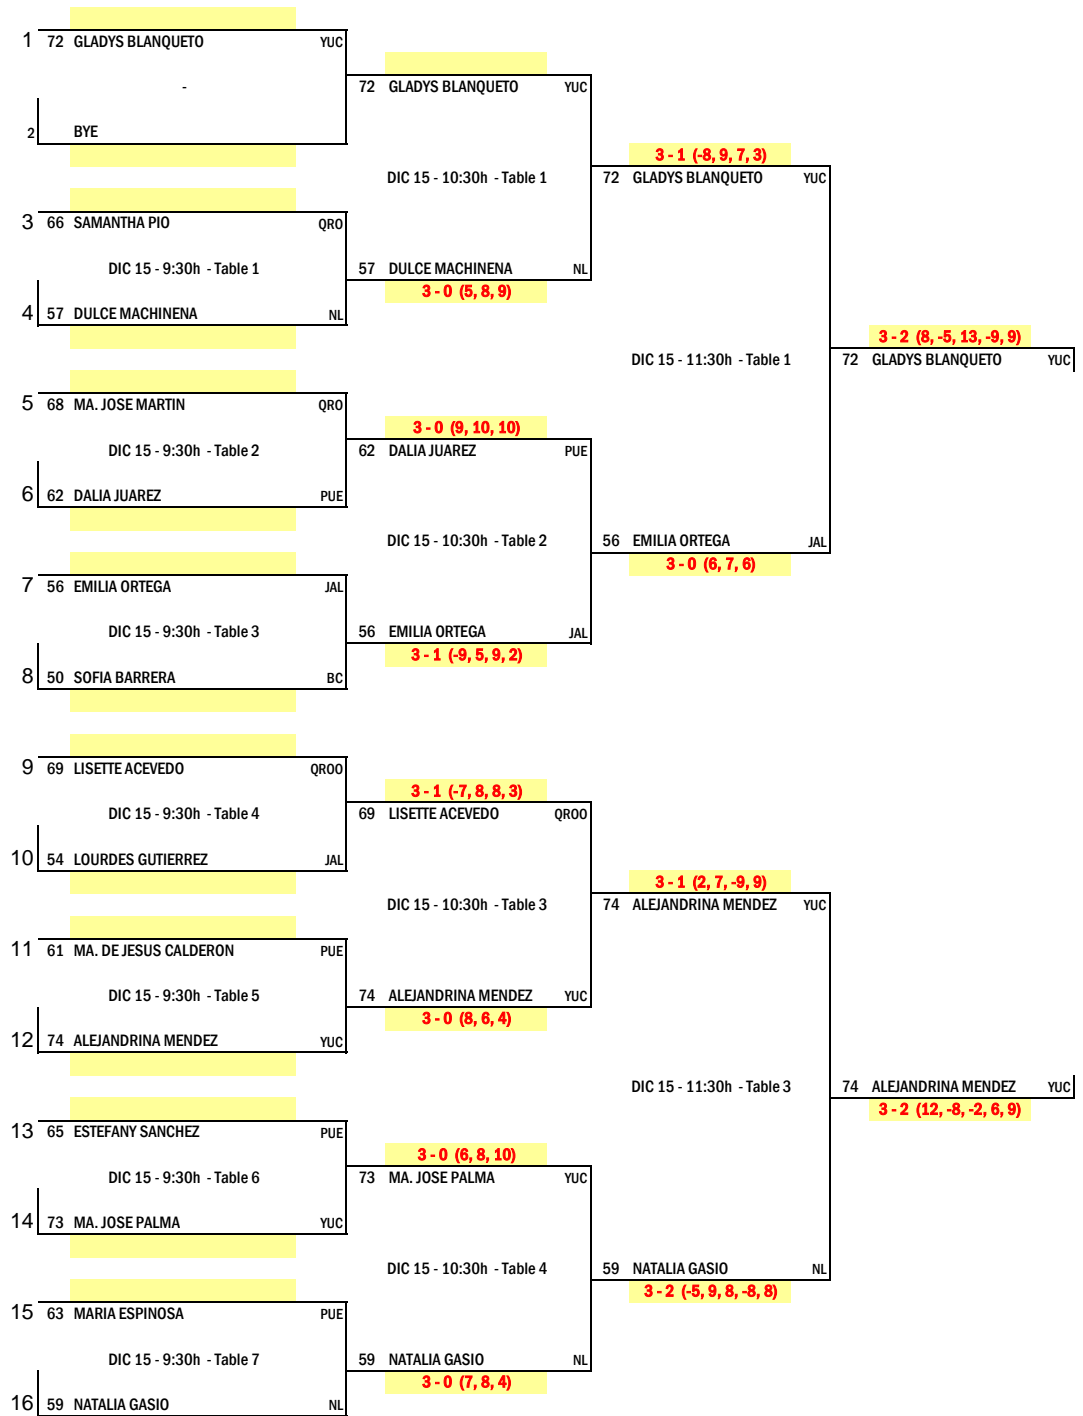 1 72 GLADYS BLANQUETO YUC
- 72 GLADYS BLANQUETO YUC
2 BYE
3 - 1 (-8, 9, 7, 3)
DIC 15 - 10:30h - Table 1 72 GLADYS BLANQUETO YUC
3 66 SAMANTHA PIO QRO
DIC 15 - 9:30h - Table 1 57 DULCE MACHINENA NL
3 - 0 (5, 8, 9)
4 57 DULCE MACHINENA NL
3 - 2 (8, -5, 13, -9, 9)
DIC 15 - 11:30h - Table 1 72 GLADYS BLANQUETO YUC
5 68 MA. JOSE MARTIN QRO
3 - 0 (9, 10, 10)
DIC 15 - 9:30h - Table 2 62 DALIA JUAREZ PUE
6 62 DALIA JUAREZ PUE
DIC 15 - 10:30h - Table 2 56 EMILIA ORTEGA JAL
3 - 0 (6, 7, 6)
7 56 EMILIA ORTEGA JAL
DIC 15 - 9:30h - Table 3 56 EMILIA ORTEGA JAL
3 - 1 (-9, 5, 9, 2)
8 50 SOFIA BARRERA BC
9 69 LISETTE ACEVEDO QROO
3 - 1 (-7, 8, 8, 3)
DIC 15 - 9:30h - Table 4 69 LISETTE ACEVEDO QROO
10 54 LOURDES GUTIERREZ JAL
3 - 1 (2, 7, -9, 9)
DIC 15 - 10:30h - Table 3 74 ALEJANDRINA MENDEZ YUC
11 61 MA. DE JESUS CALDERON PUE
DIC 15 - 9:30h - Table 5 74 ALEJANDRINA MENDEZ YUC
3 - 0 (8, 6, 4)
12 74 ALEJANDRINA MENDEZ YUC
DIC 15 - 11:30h - Table 3 74 ALEJANDRINA MENDEZ YUC
3 - 2 (12, -8, -2, 6, 9)
13 65 ESTEFANY SANCHEZ PUE
3 - 0 (6, 8, 10)
DIC 15 - 9:30h - Table 6 73 MA. JOSE PALMA YUC
14 73 MA. JOSE PALMA YUC
DIC 15 - 10:30h - Table 4 59 NATALIA GASIO NL
3 - 2 (-5, 9, 8, -8, 8)
15 63 MARIA ESPINOSA PUE
DIC 15 - 9:30h - Table 7 59 NATALIA GASIO NL
3 - 0 (7, 8, 4)
16 59 NATALIA GASIO NL